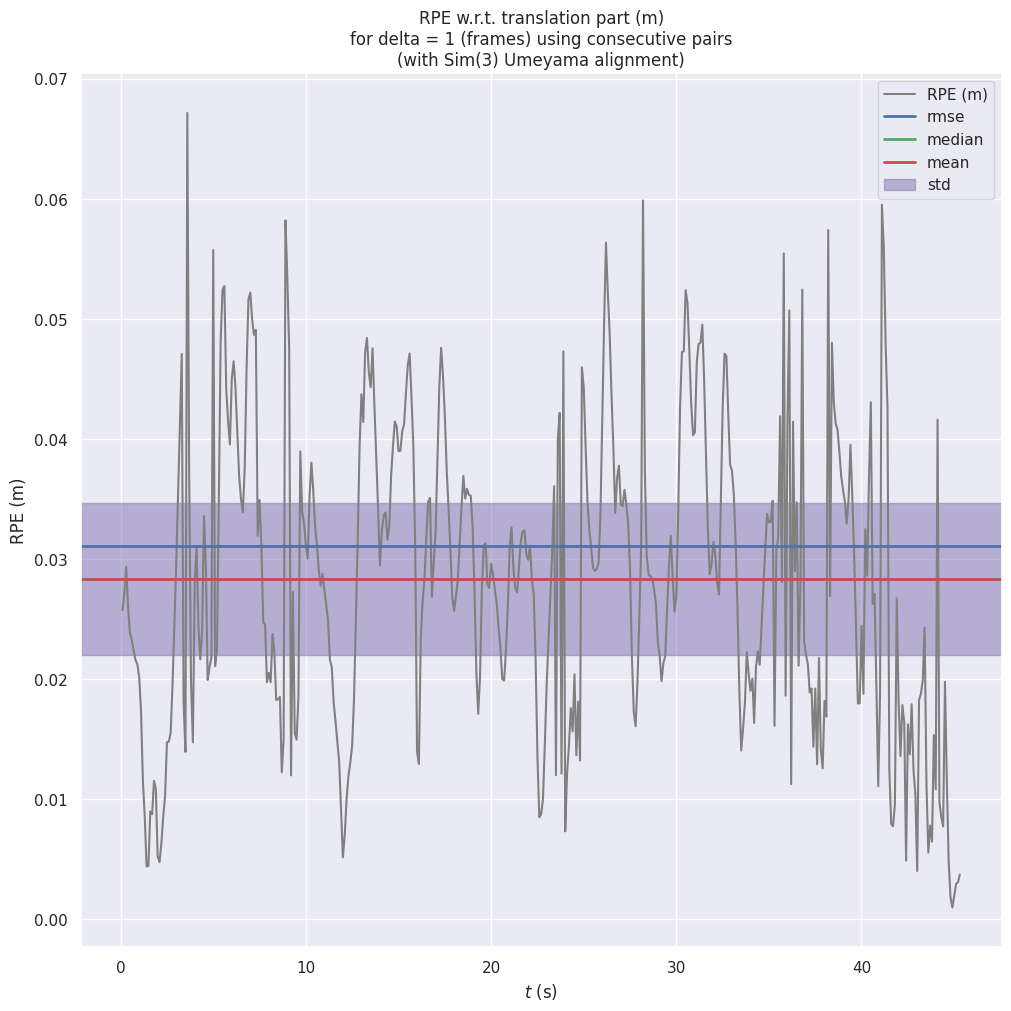 RPE w.r.t. translation part (m)
for delta = 1 (frames) using consecutive pairs
(with Sim(3) Umeyama alignment)
RPE (m)
rmse
median
mean
std
0.07
0.06
0.05
0.04
0.03
0.02
0.01
0.00
RPE (m)
0
10
20
30
40
t (s)